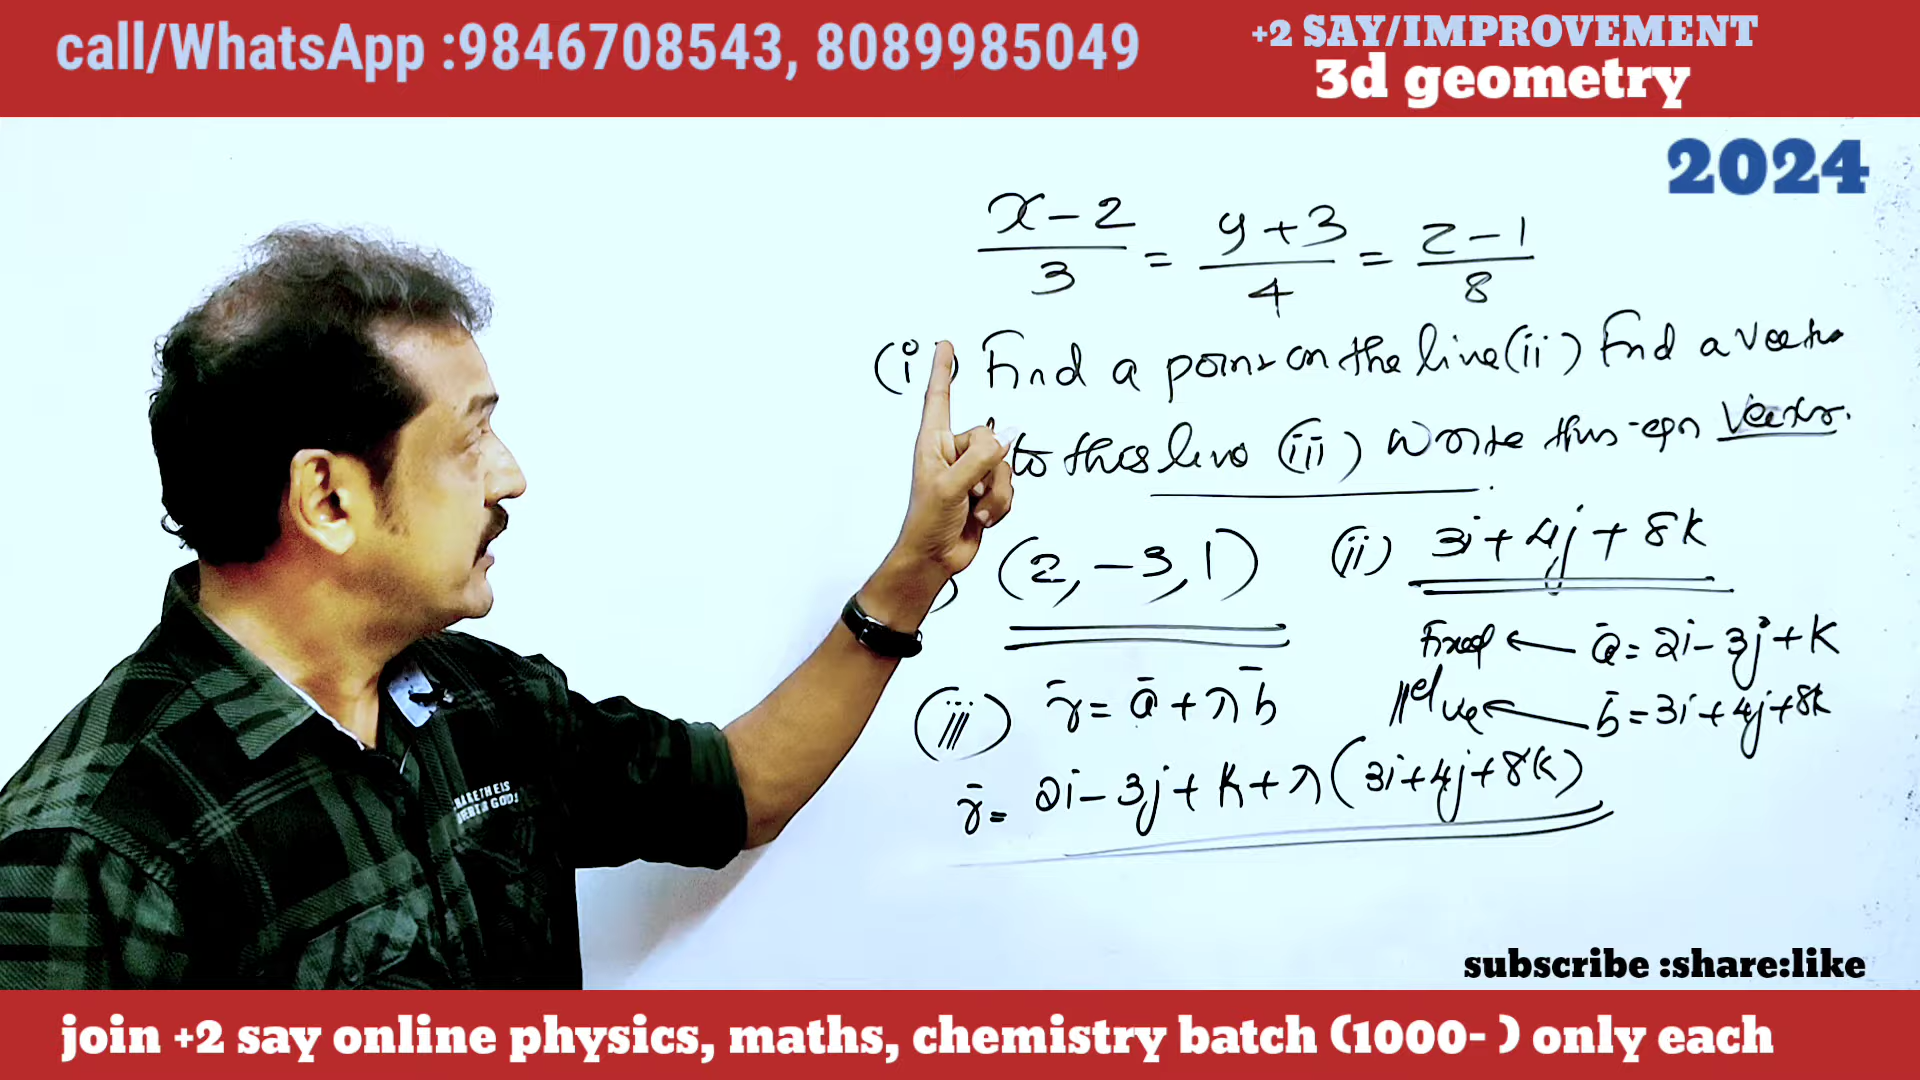 call/WhatsApp :9846708543, 8089985049
+2 SAY/IMPROVEMENT
3d geometry
2024
x-2/3 = y+3/4 = z-1/8
(i) Find a point on the line (ii) Find a vector
to this line (iii) Write this eqn Vector.
(2, -3, 1) (ii) 3i+4j+8k
Fixed ← a̅ = 2i-3j+k
(iii) r̅ = a̅+λb̅ ||el ← b̅ = 3i+4j+8k
r̅ = 2i-3j+k+λ(3i+4j+8k)
subscribe :share:like
join +2 say online physics, maths, chemistry batch (1000- ) only each